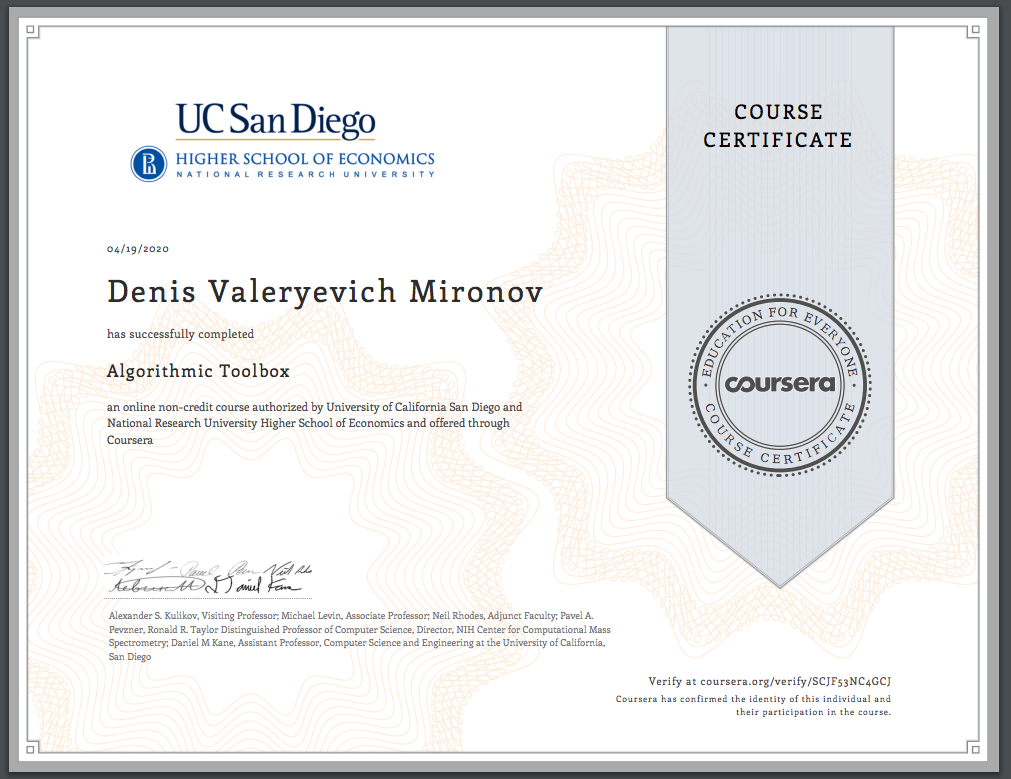 UC San Diego
HIGHER SCHOOL OF ECONOMICS
NATIONAL RESEARCH UNIVERSITY
COURSE
CERTIFICATE
04/19/2020
Denis Valeryevich Mironov
has successfully completed
Algorithmic Toolbox
an online non-credit course authorized by University of California San Diego and
National Research University Higher School of Economics and offered through
Coursera
EDUCATION FOR EVERYONE
coursera
COURSE CERTIFICATE
Alexander S. Kulikov, Visiting Professor; Michael Levin, Associate Professor; Neil Rhodes, Adjunct Faculty; Pavel A.
Pevzner, Ronald R. Taylor Distinguished Professor of Computer Science, Director, NIH Center for Computational Mass
Spectrometry; Daniel M Kane, Assistant Professor, Computer Science and Engineering at the University of California,
San Diego
Verify at coursera.org/verify/SCJF53NC4GCJ
Coursera has confirmed the identity of this individual and
their participation in the course.